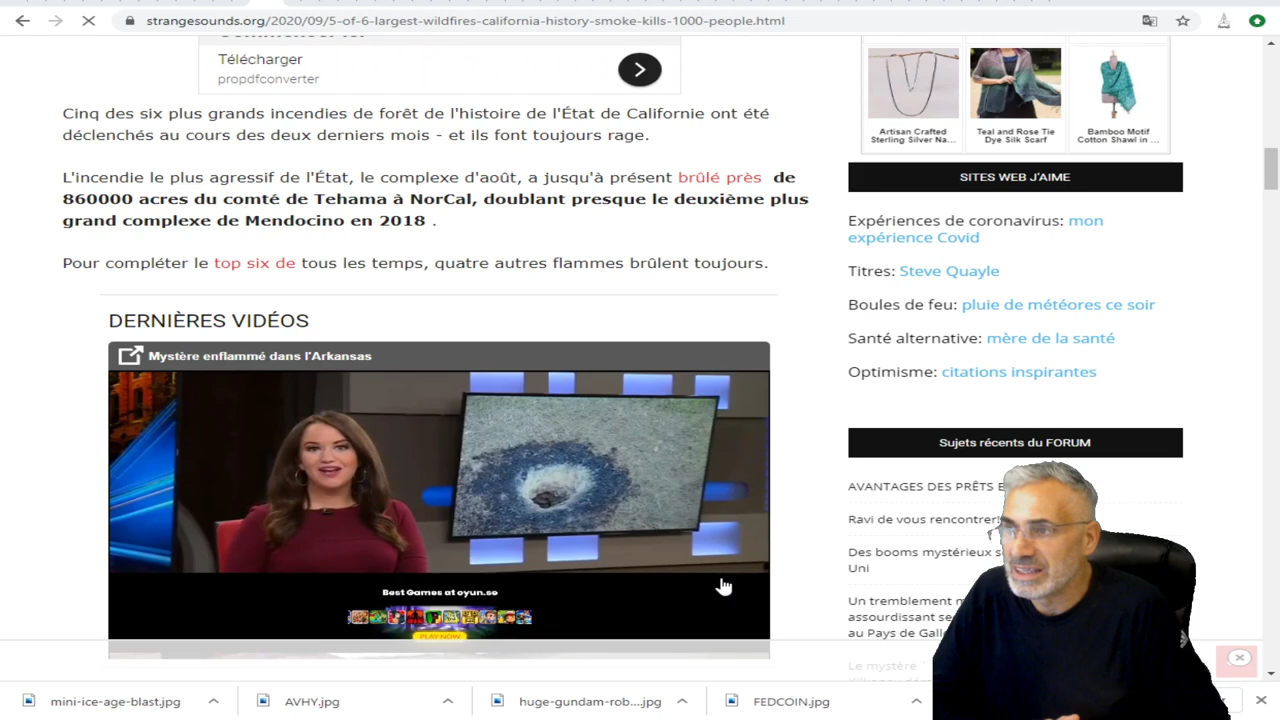 strangesounds.org/2020/09/5-of-6-largest-wildfires-california-history-smoke-kills-1000-people.html
Télécharger
propdfconverter
Cinq des six plus grands incendies de forêt de l'histoire de l'État de Californie ont été
déclenchés au cours des deux derniers mois - et ils font toujours rage.
L'incendie le plus agressif de l'État, le complexe d'août, a jusqu'à présent brûlé près de
860000 acres du comté de Tehama à NorCal, doublant presque le deuxième plus
grand complexe de Mendocino en 2018 .
Pour compléter le top six de tous les temps, quatre autres flammes brûlent toujours.
DERNIÈRES VIDÉOS
Mystère enflammé dans l'Arkansas
Best Games at oyun.se
PLAY NOW
Artisan Crafted
Sterling Silver Na...
Teal and Rose Tie
Dye Silk Scarf
Bamboo Motif
Cotton Shawl in ...
SITES WEB J'AIME
Expériences de coronavirus: mon
expérience Covid
Titres: Steve Quayle
Boules de feu: pluie de météores ce soir
Santé alternative: mère de la santé
Optimisme: citations inspirantes
Sujets récents du FORUM
AVANTAGES DES PRÊTS
Ravi de vous rencontrer!
Des booms mystérieux
Uni
Un tremblement
assourdissant
au Pays de Galle
Le mystère
mini-ice-age-blast.jpg
AVHY.jpg
huge-gundam-rob....jpg
FEDCOIN.jpg